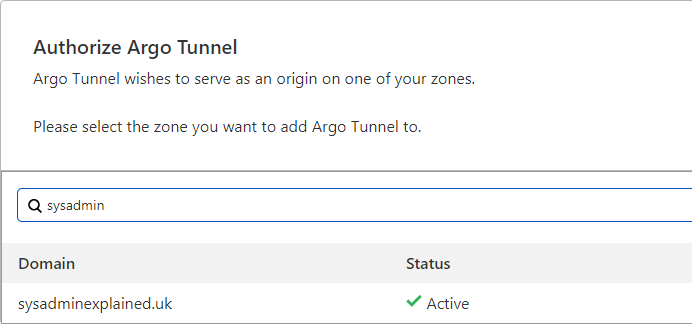 Authorize Argo Tunnel
Argo Tunnel wishes to serve as an origin on one of your zones.
Please select the zone you want to add Argo Tunnel to.
sysadmin
Domain Status
sysadminexplained.uk Active